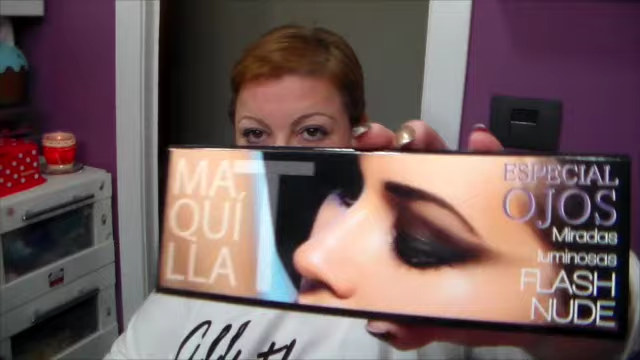 MA
QUÍ
LLA
T
ESPECIAL
OJOS
Miradas
luminosas
FLASH
NUDE